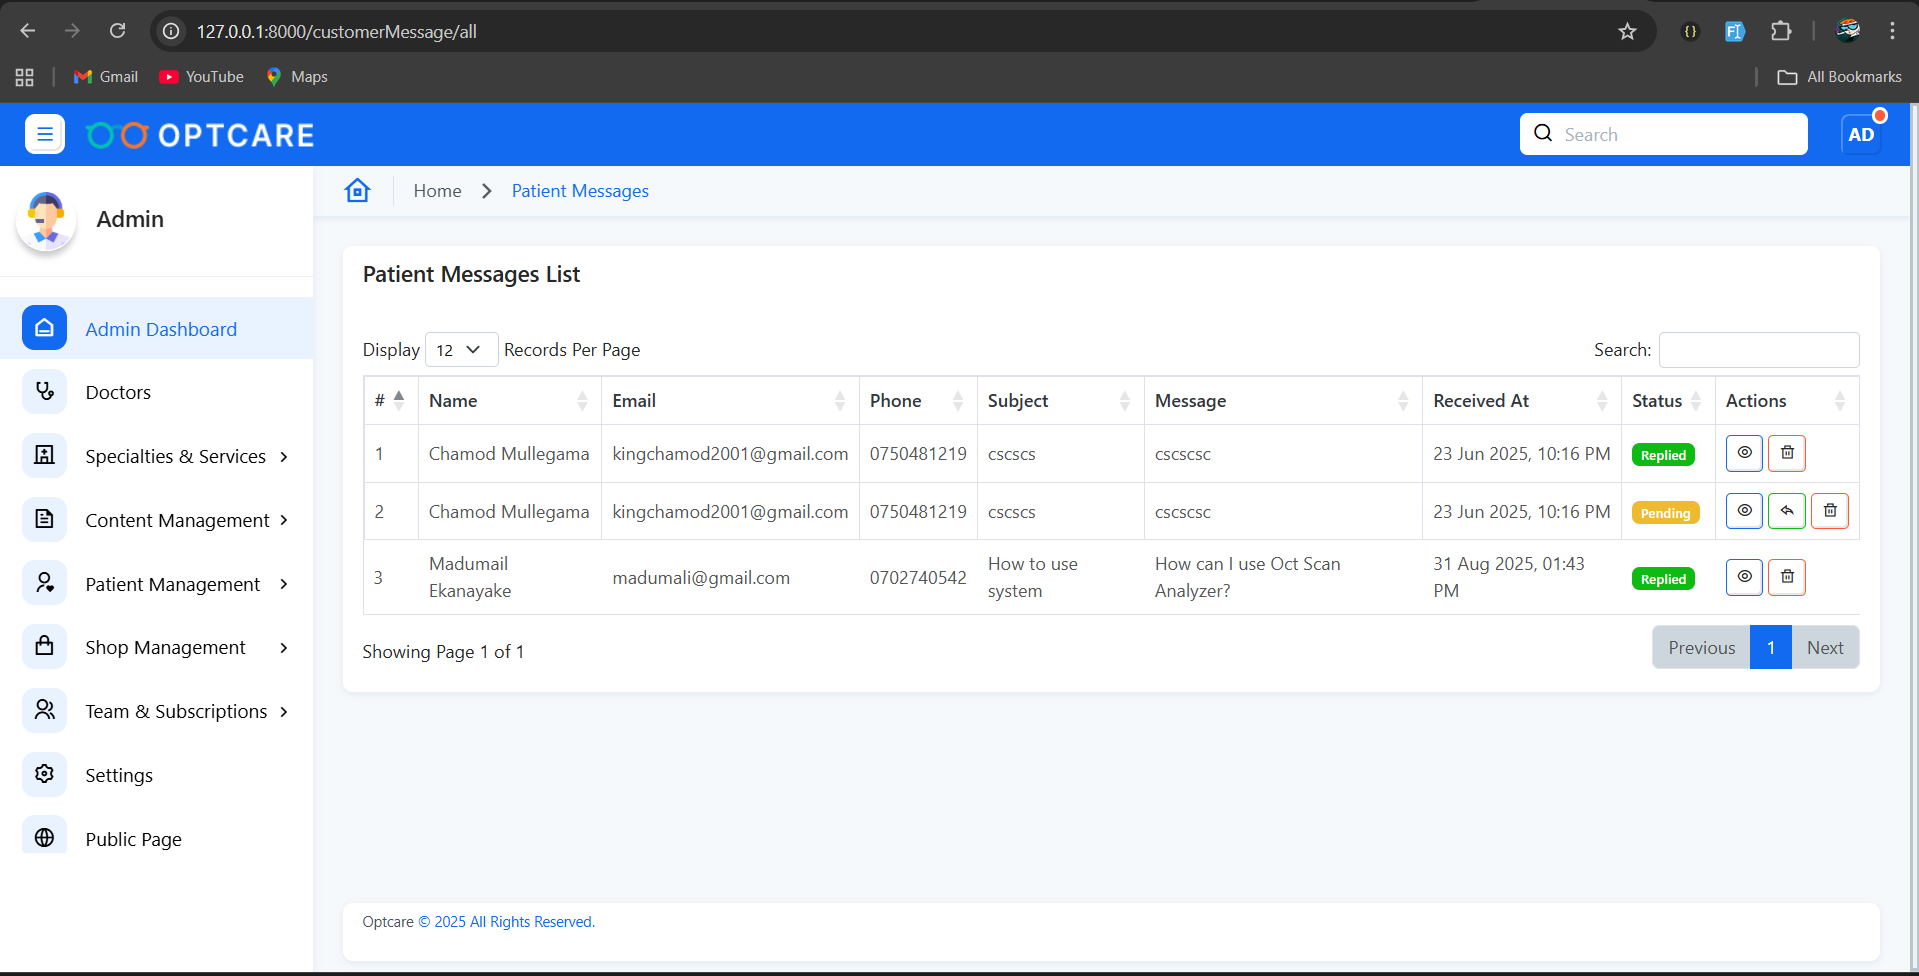 127.0.0.1:8000/customerMessage/all
Gmail YouTube Maps All Bookmarks
OPTCARE Search AD
Admin
Home Patient Messages
Admin Dashboard
Doctors
Specialties & Services
Content Management
Patient Management
Shop Management
Team & Subscriptions
Settings
Public Page
Patient Messages List
Display 12 Records Per Page Search:
# Name Email Phone Subject Message Received At Status Actions
1 Chamod Mullegama kingchamod2001@gmail.com 0750481219 cscscs cscscsc 23 Jun 2025, 10:16 PM Replied
2 Chamod Mullegama kingchamod2001@gmail.com 0750481219 cscscs cscscsc 23 Jun 2025, 10:16 PM Pending
3 Madumail Ekanayake madumali@gmail.com 0702740542 How to use system How can I use Oct Scan Analyzer? 31 Aug 2025, 01:43 PM Replied
Showing Page 1 of 1 Previous 1 Next
Optcare © 2025 All Rights Reserved.